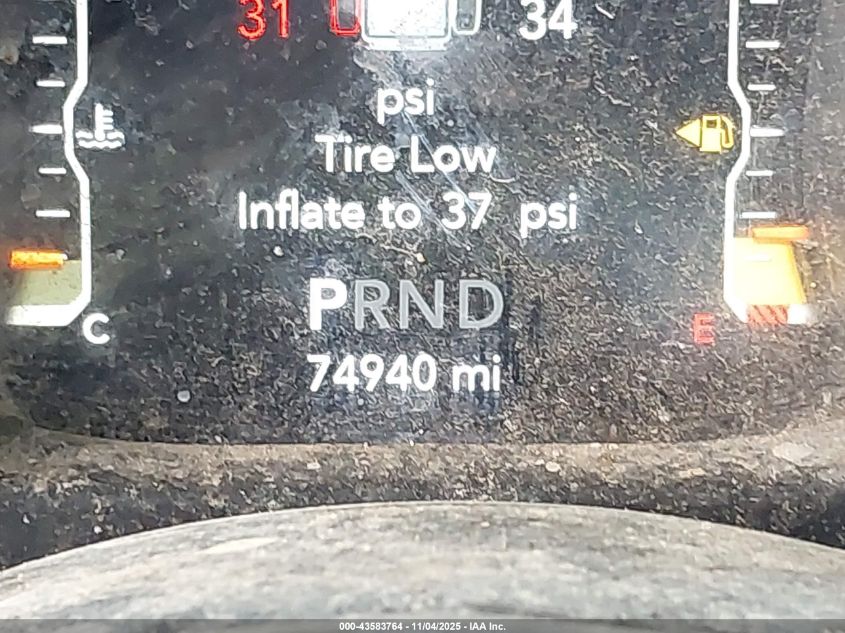 31 34
psi
Tire Low
Inflate to 37 psi
PRND
C E
74940 mi
000-43583764 - 11/04/2025 - IAA Inc.